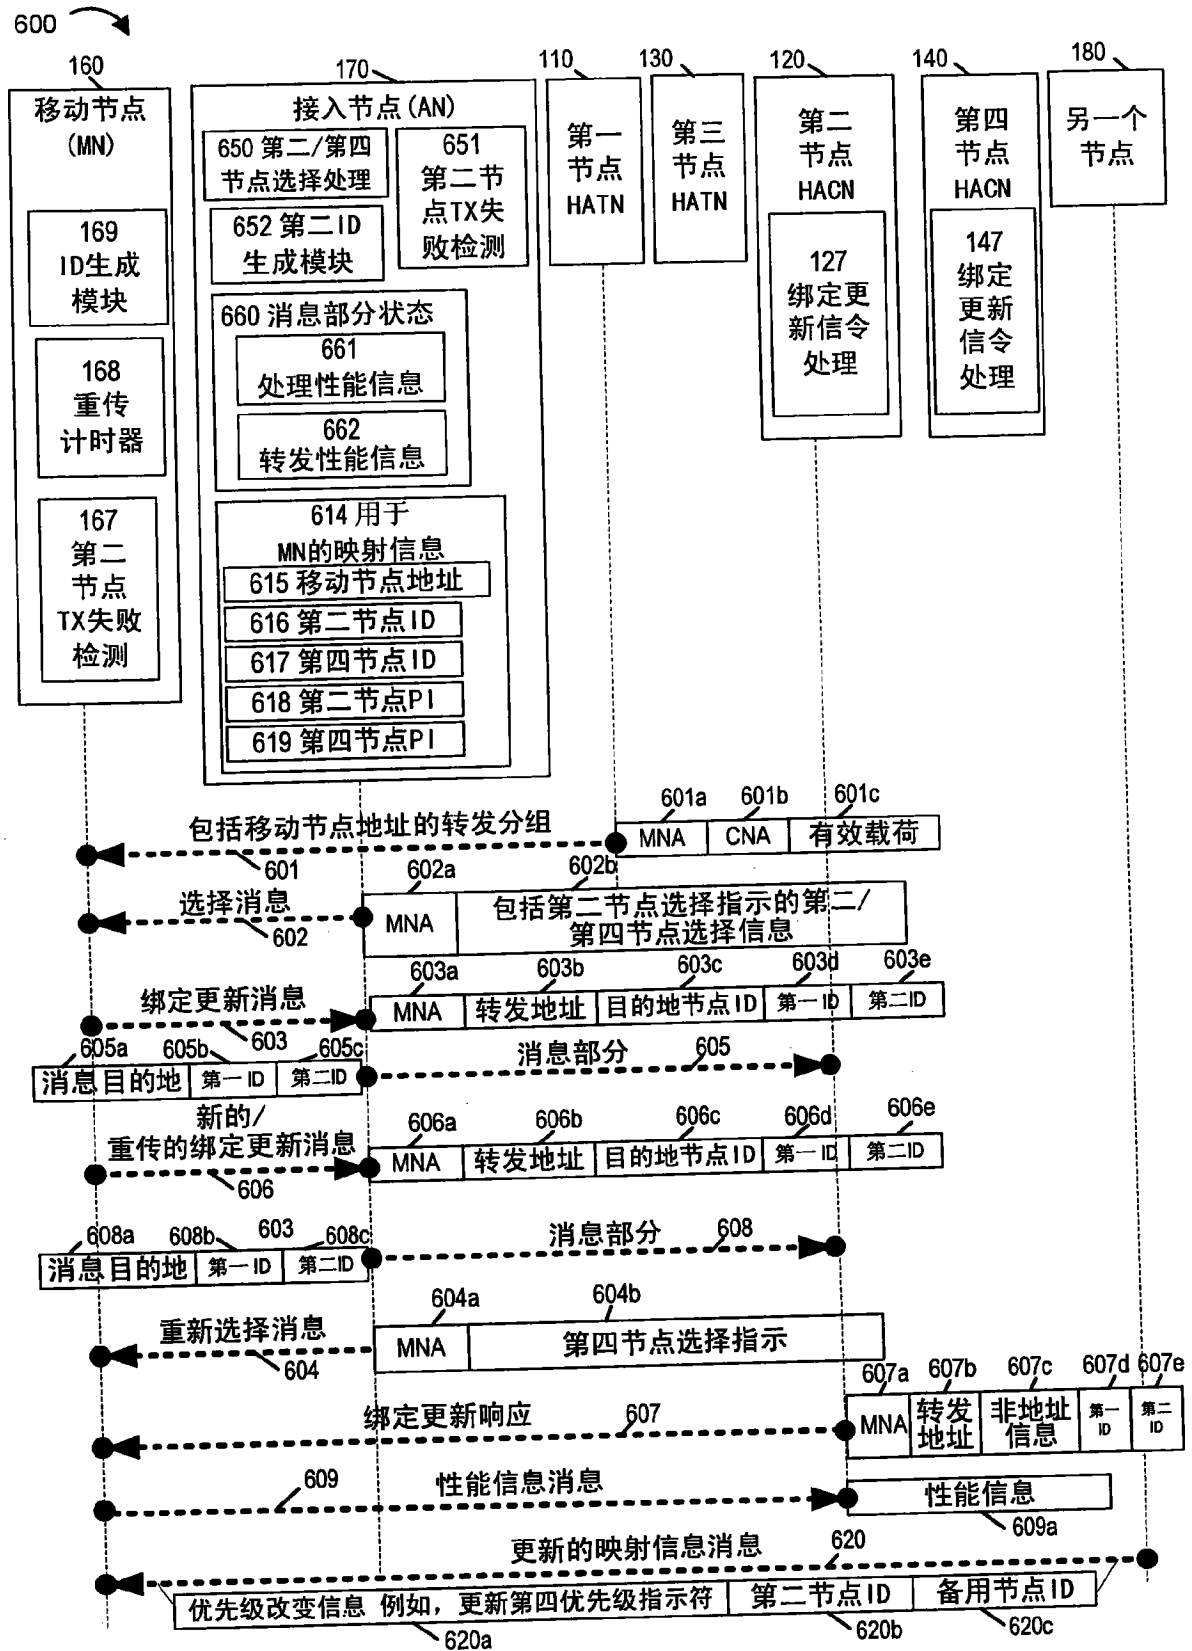 600
160
170
110
130
120
140
180
移动节点
(MN)
169
ID生成
模块
168
重传
计时器
167
第二
节点
TX失败
检测
接入节点(AN)
650 第二/第四
节点选择处理
651
第二节
点TX失
败检测
652 第二ID
生成模块
660 消息部分状态
661
处理性能信息
662
转发性能信息
614 用于
MN的映射信息
615 移动节点地址
616 第二节点ID
617 第四节点ID
618 第二节点PI
619 第四节点PI
第一
节点
HATN
第三
节点
HATN
第二
节点
HACN
127
绑定更
新信令
处理
第四
节点
HACN
147
绑定
更新
信令
处理
另一个
节点
包括移动节点地址的转发分组
601
601a
601b
601c
MNA
CNA
有效载荷
选择消息
602
602a
602b
MNA
包括第二节点选择指示的第二/
第四节点选择信息
绑定更新消息
603
603a
603b
603c
603d
603e
MNA
转发地址
目的地节点ID
第一ID
第二ID
605a
605b
605c
消息目的地
第一ID
第二ID
消息部分
605
新的/
重传的绑定更新消息
606
606a
606b
606c
606d
606e
MNA
转发地址
目的地节点ID
第一ID
第二ID
608a
608b
603
608c
消息目的地
第一ID
第二ID
消息部分
608
重新选择消息
604
604a
604b
MNA
第四节点选择指示
绑定更新响应
607
607a
607b
607c
607d
607e
MNA
转发
地址
非地址
信息
第一
ID
第二
ID
609
性能信息消息
性能信息
609a
更新的映射信息消息
620
优先级改变信息 例如，更新第四优先级指示符
第二节点ID
备用节点ID
620a
620b
620c